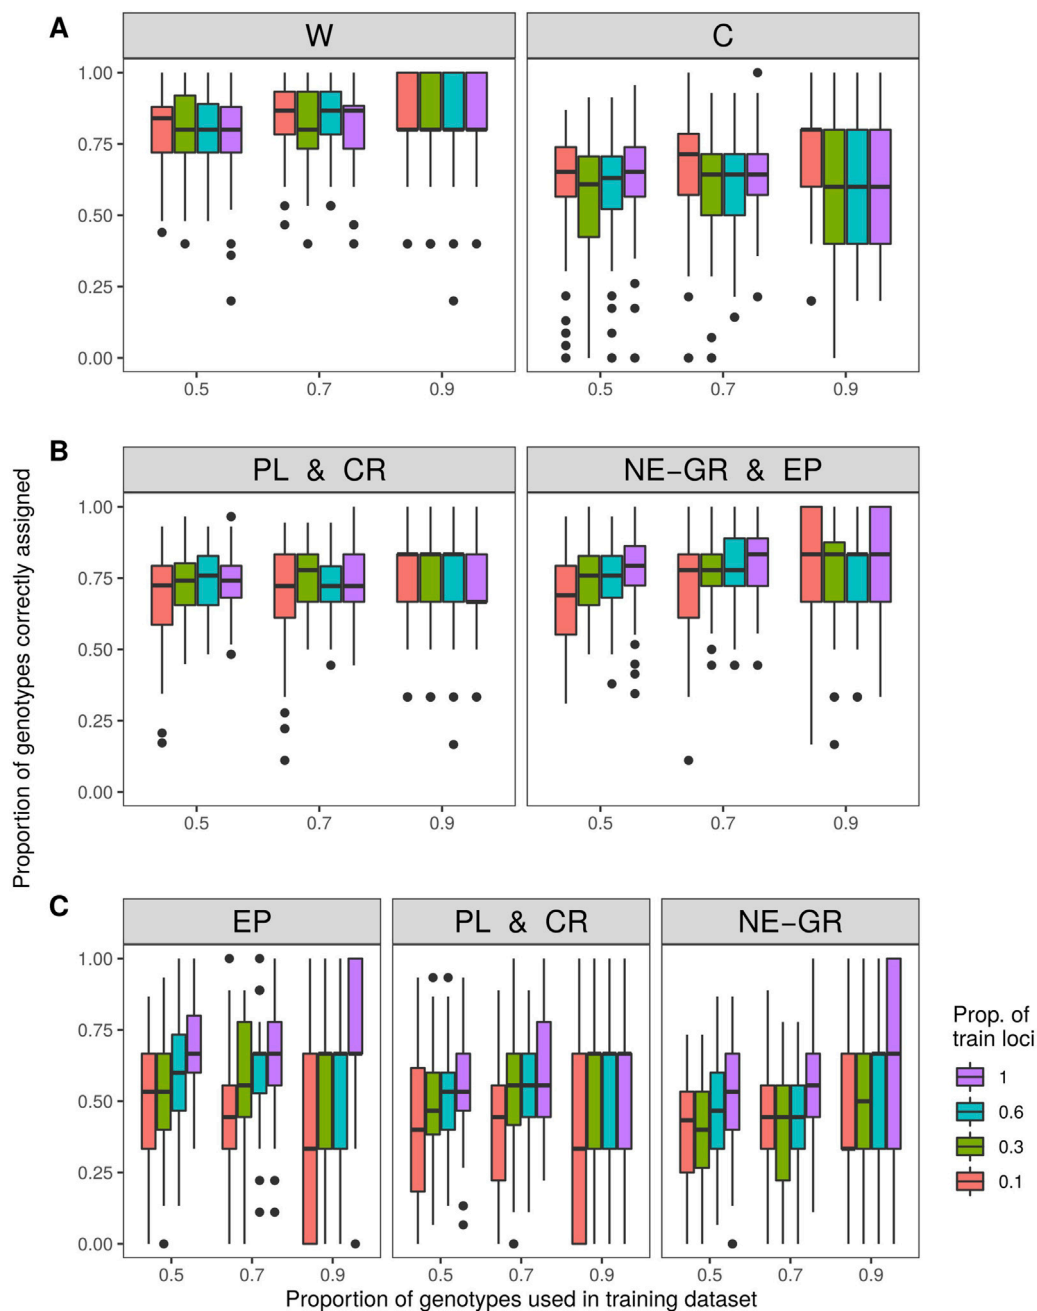 A
W
C
1.00
0.75
0.50
0.25
0.00
0.5
0.7
0.9
0.5
0.7
0.9
B
PL & CR
NE−GR & EP
1.00
0.75
0.50
0.25
0.00
0.5
0.7
0.9
0.5
0.7
0.9
Proportion of genotypes correctly assigned
C
EP
PL & CR
NE−GR
1.00
0.75
0.50
0.25
0.00
0.5
0.7
0.9
0.5
0.7
0.9
0.5
0.7
0.9
Proportion of genotypes used in training dataset
Prop. of
train loci
1
0.6
0.3
0.1